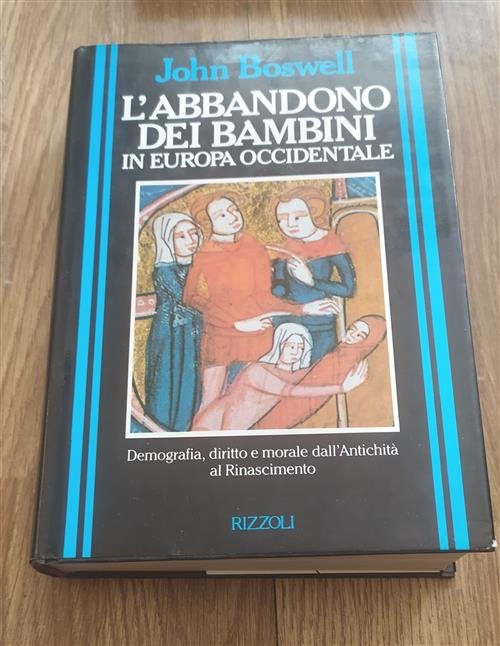 John Boswell
L'ABBANDONO
DEI BAMBINI
IN EUROPA OCCIDENTALE
Demografia, diritto e morale dall'Antichità
al Rinascimento
RIZZOLI